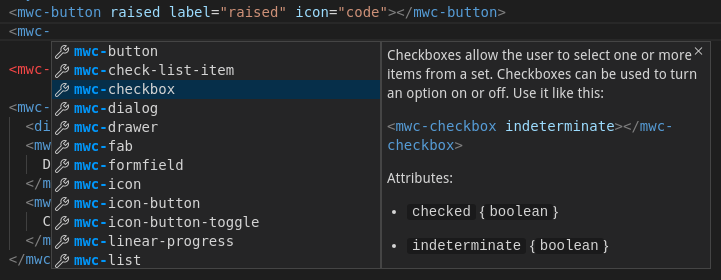 <mwc-button raised label="raised" icon="code"></mwc-button>
<mwc-
<mwc-
<mwc-
<di
<mw
D
</m
<mw
C
</m
</mwc
mwc-button
mwc-check-list-item
mwc-checkbox
mwc-dialog
mwc-drawer
mwc-fab
mwc-formfield
mwc-icon
mwc-icon-button
mwc-icon-button-toggle
mwc-linear-progress
mwc-list
Checkboxes allow the user to select one or more
items from a set. Checkboxes can be used to turn
an option on or off. Use it like this:
<mwc-checkbox indeterminate></mwc-
checkbox>
Attributes:
• checked {boolean}
• indeterminate {boolean}